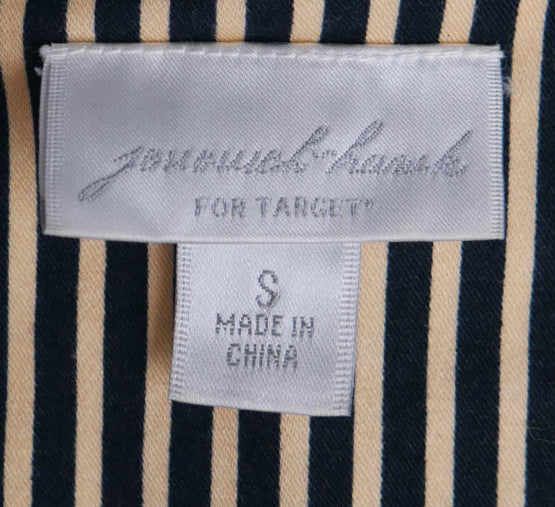 jovovich-hawk
FOR TARGET®
S
MADE IN
CHINA